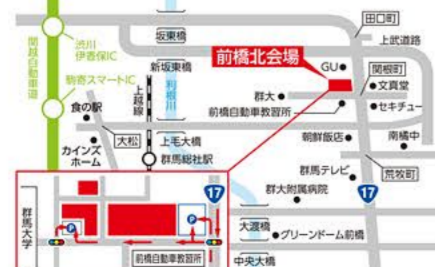 田口町
上武道路
坂東橋
渋川
伊香保IC
関越自動車道
前橋北会場
GU
関根町
新坂東橋
駒寄スマートIC
利根川
上越線
群大
文真堂
前橋自動車教習所
セキチュー
食の駅
大松
上毛大橋
朝鮮飯店
南橘中
カインズ
ホーム
群馬総社駅
群馬テレビ
荒牧町
17
17
群大附属病院
群馬大学
P
P
大渡橋
グリーンドーム前橋
前橋自動車教習所
中央大橋